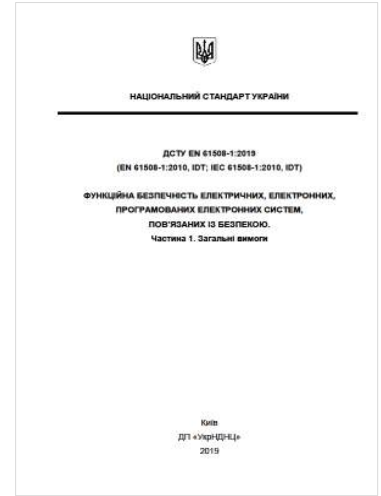 НАЦІОНАЛЬНИЙ СТАНДАРТ УКРАЇНИ
ДСТУ EN 61508-1:2019
(EN 61508-1:2010, IDT; IEC 61508-1:2010, IDT)
ФУНКЦІЙНА БЕЗПЕЧНІСТЬ ЕЛЕКТРИЧНИХ, ЕЛЕКТРОННИХ,
ПРОГРАМОВАНИХ ЕЛЕКТРОННИХ СИСТЕМ,
ПОВ'ЯЗАНИХ ІЗ БЕЗПЕКОЮ.
Частина 1. Загальні вимоги
Київ
ДП «УкрНДНЦ»
2019